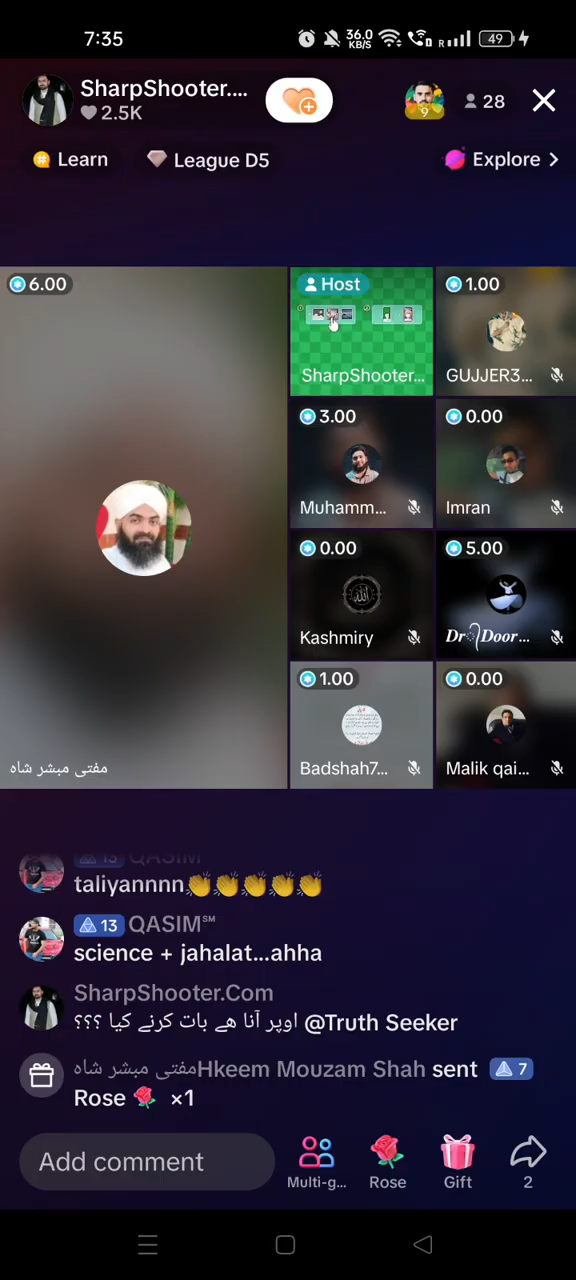 7:35
36.0
KB/S
R
49
SharpShooter....
2.5K
9
28
Learn
League D5
Explore
6.00
Host
SharpShooter...
1.00
GUJJER3...
3.00
Muhamm...
0.00
Imran
0.00
Kashmiry
5.00
Dr Door...
1.00
Badshah7...
0.00
Malik qai...
مفتی مبشر شاہ
13 QASIM
taliyannnn👏👏👏👏👏
13 QASIM℠
science + jahalat...ahha
SharpShooter.Com
اوپر آنا ھے بات کرنے کیا ؟؟؟ @Truth Seeker
مفتی مبشر شاہHkeem Mouzam Shah sent 7
Rose 🌹 ×1
Add comment
Multi-g...
Rose
Gift
2